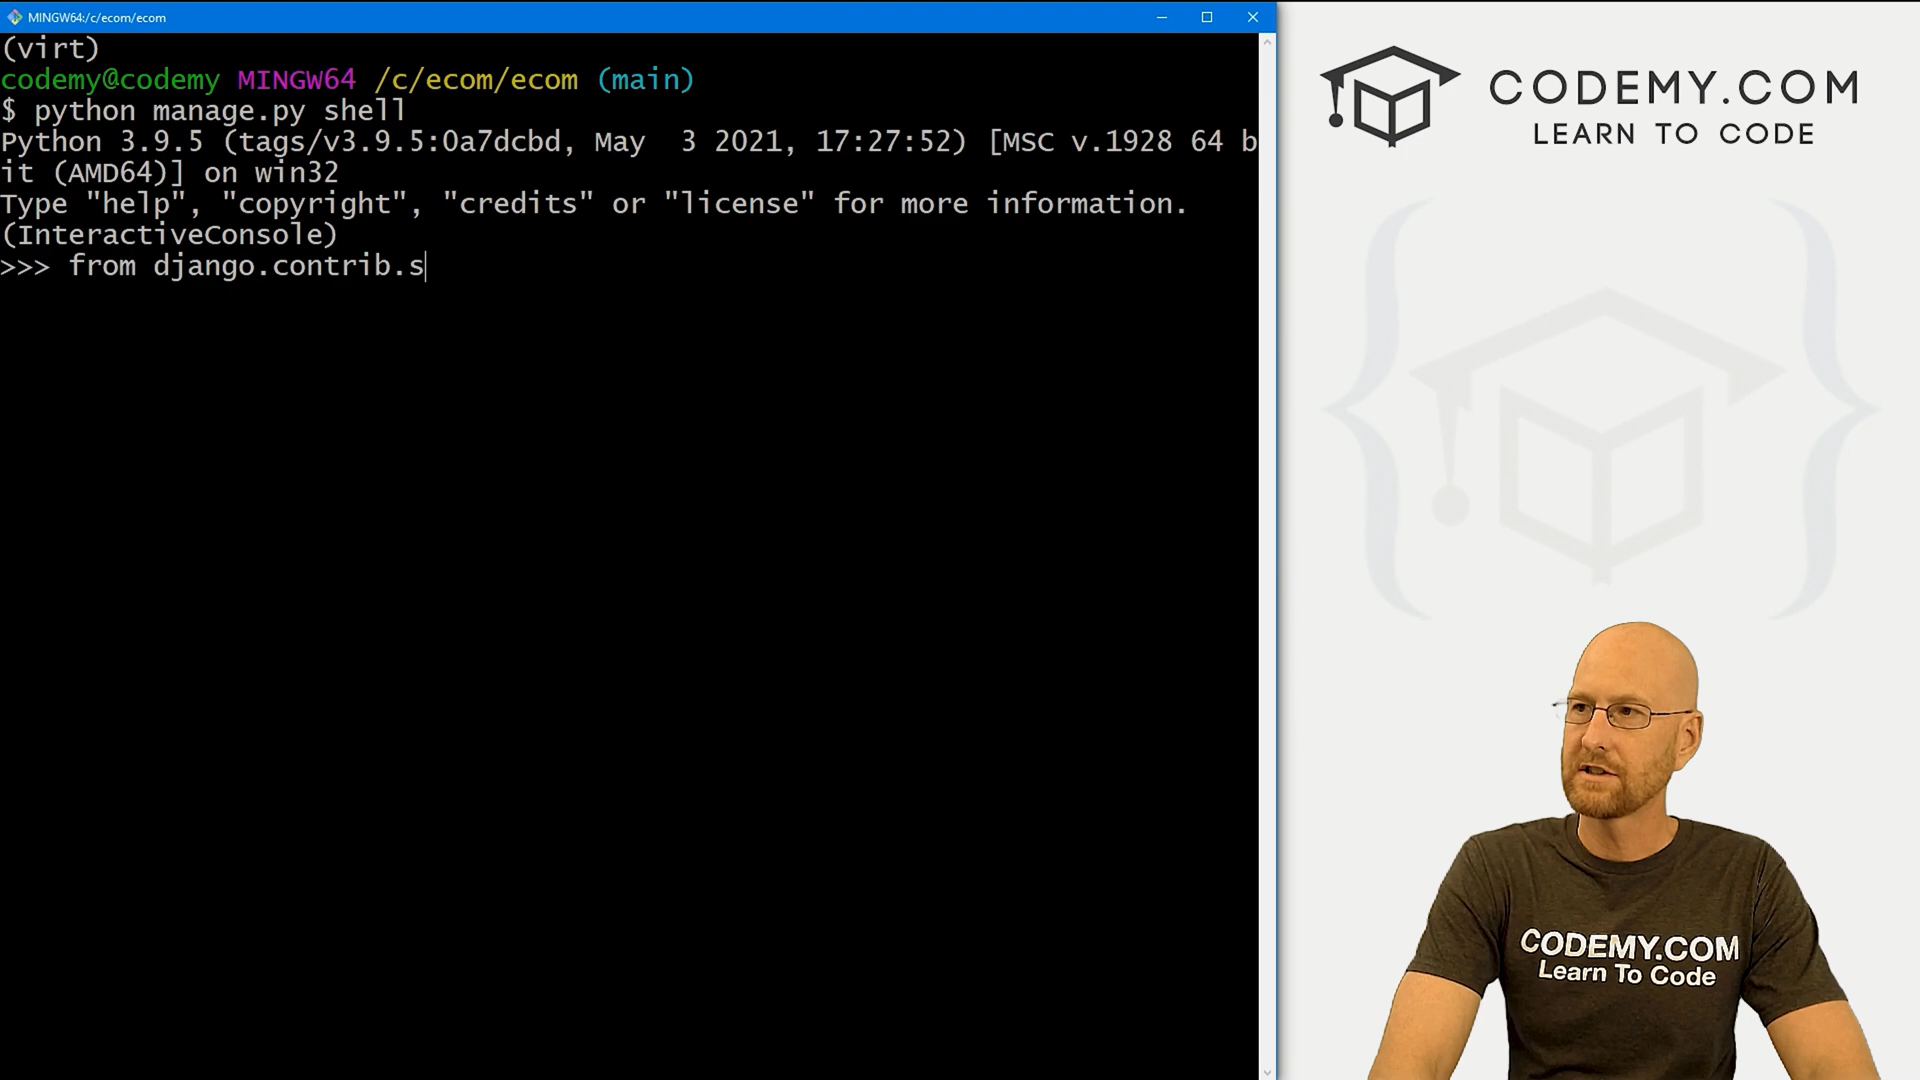 MINGW64:/c/ecom/ecom
(virt)
codemy@codemy MINGW64 /c/ecom/ecom (main)
$ python manage.py shell
Python 3.9.5 (tags/v3.9.5:0a7dcbd, May  3 2021, 17:27:52) [MSC v.1928 64 b
it (AMD64)] on win32
Type "help", "copyright", "credits" or "license" for more information.
(InteractiveConsole)
>>> from django.contrib.s
CODEMY.COM
LEARN TO CODE
CODEMY.COM
Learn To Code